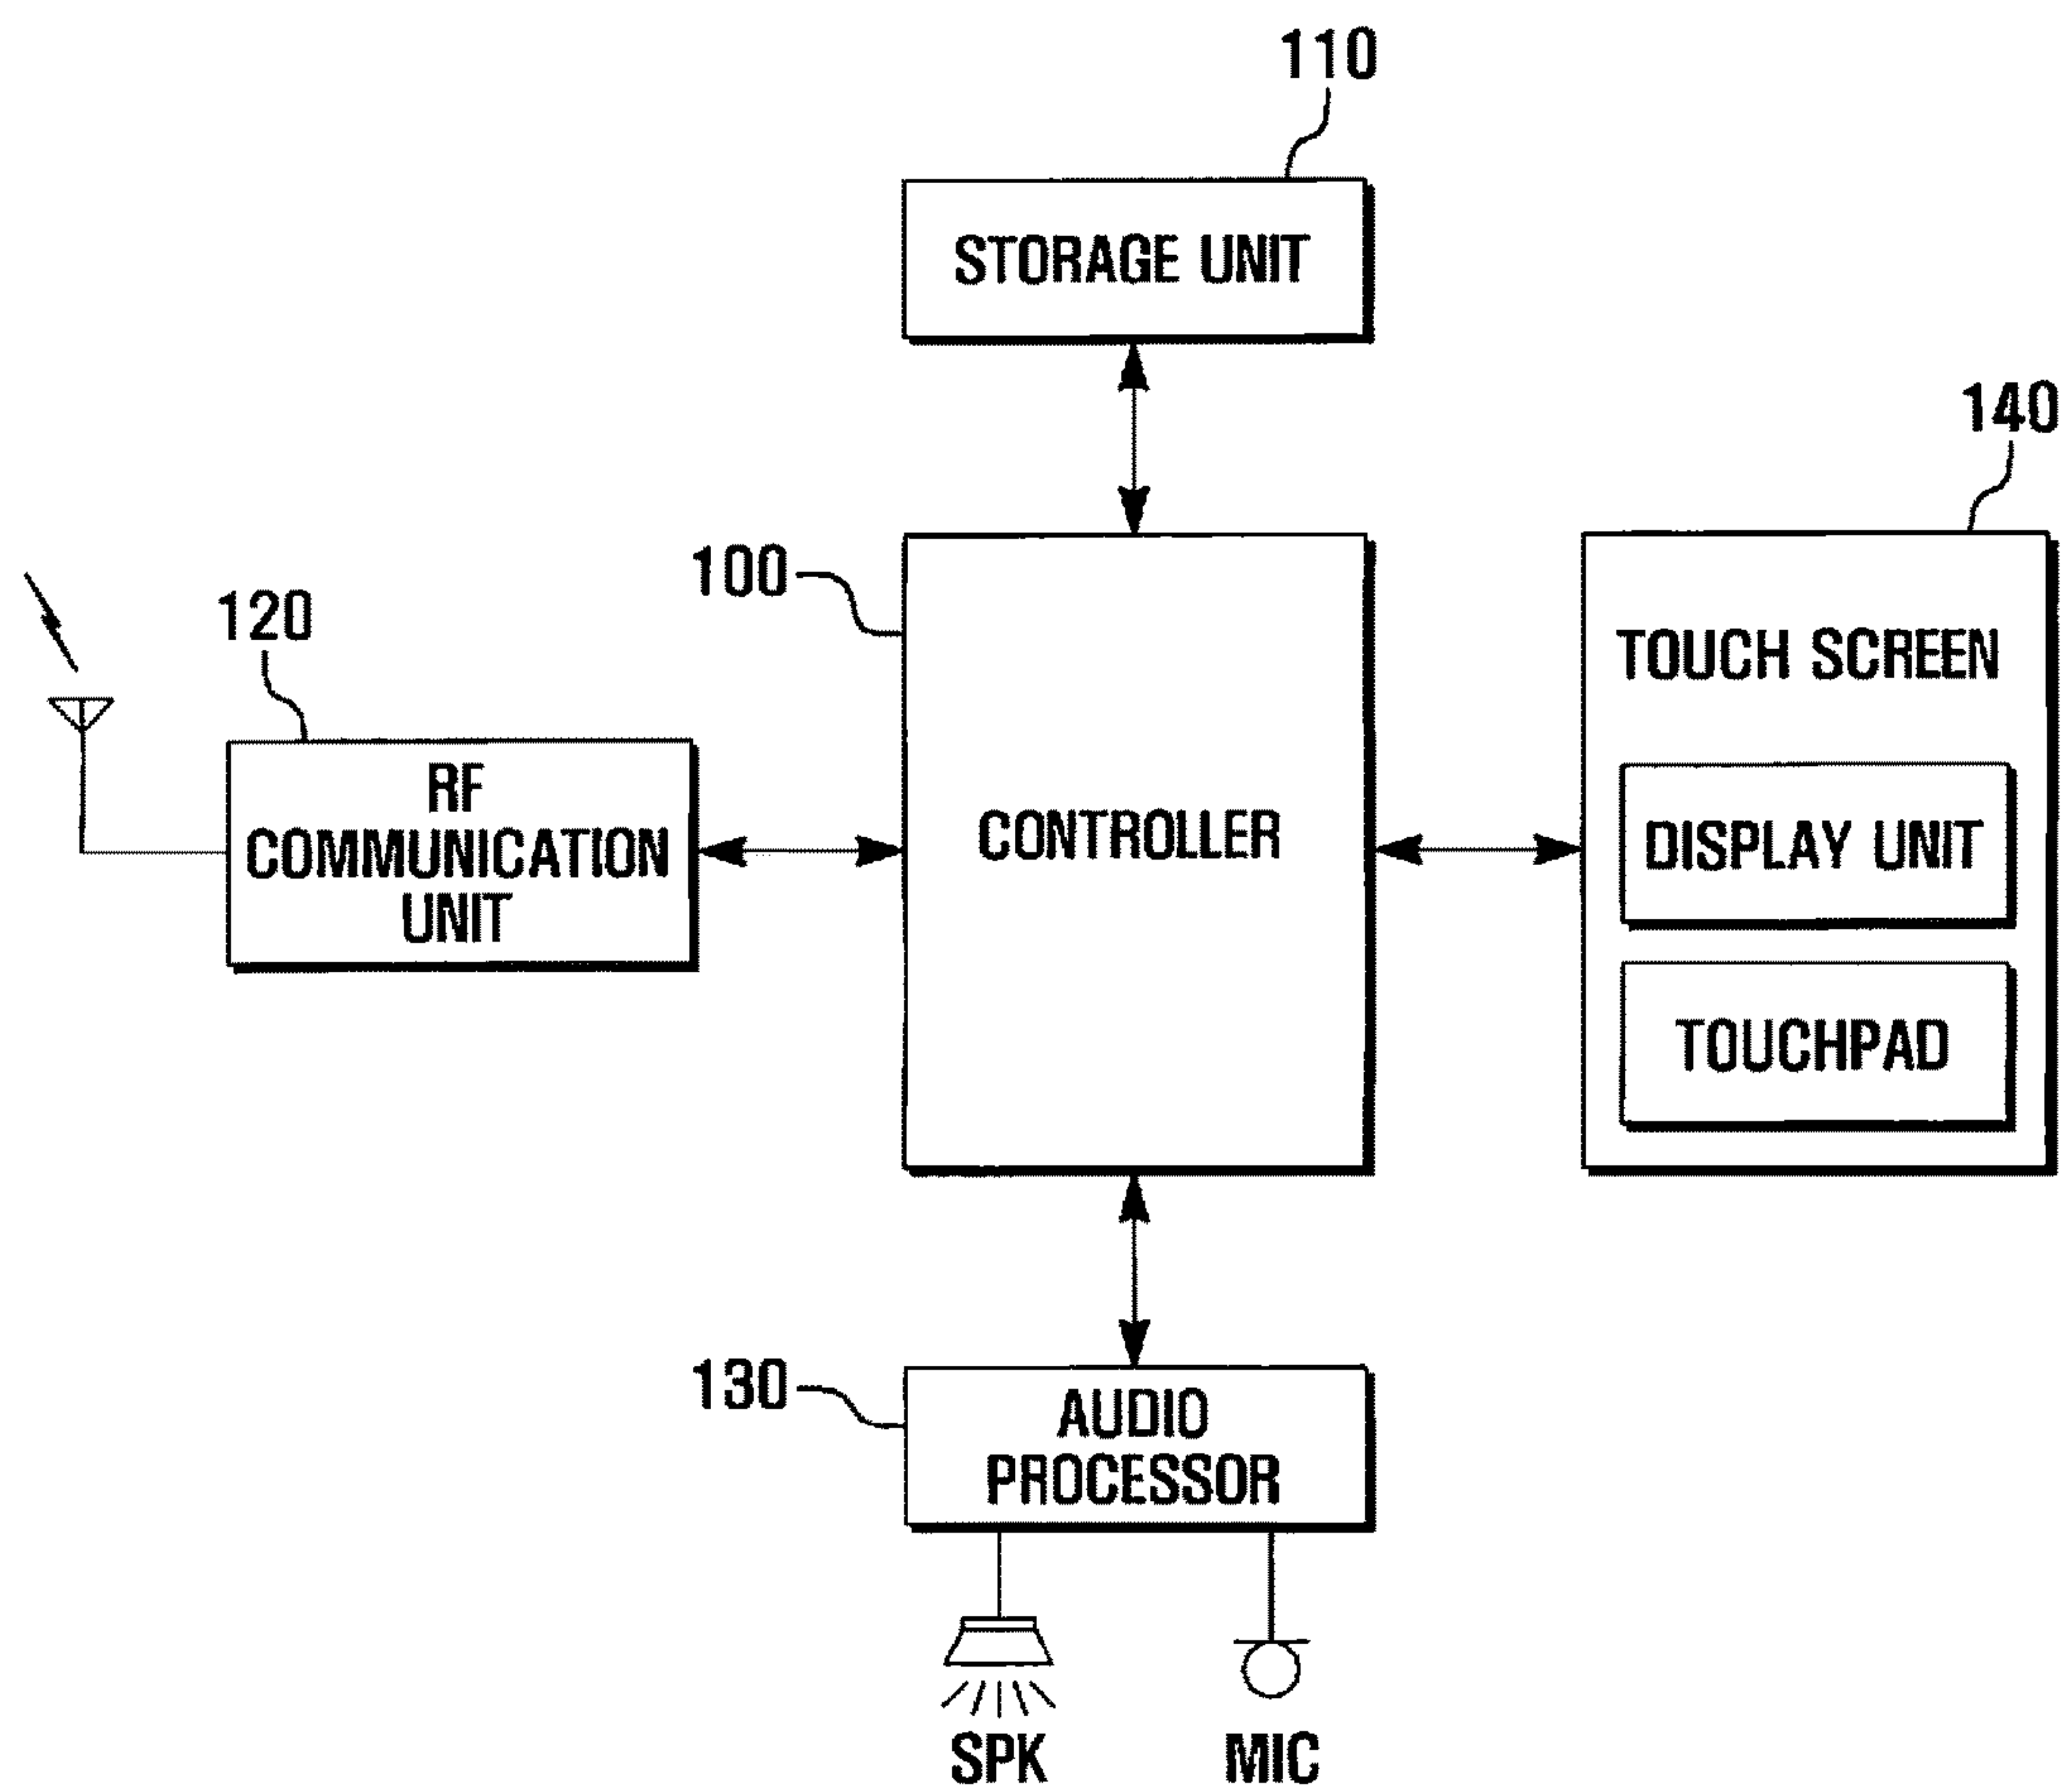 110
STORAGE UNIT
140
100
120
TOUCH SCREEN
RF
COMMUNICATION
UNIT
CONTROLLER
DISPLAY UNIT
TOUCHPAD
130
AUDIO
PROCESSOR
SPK
MIC